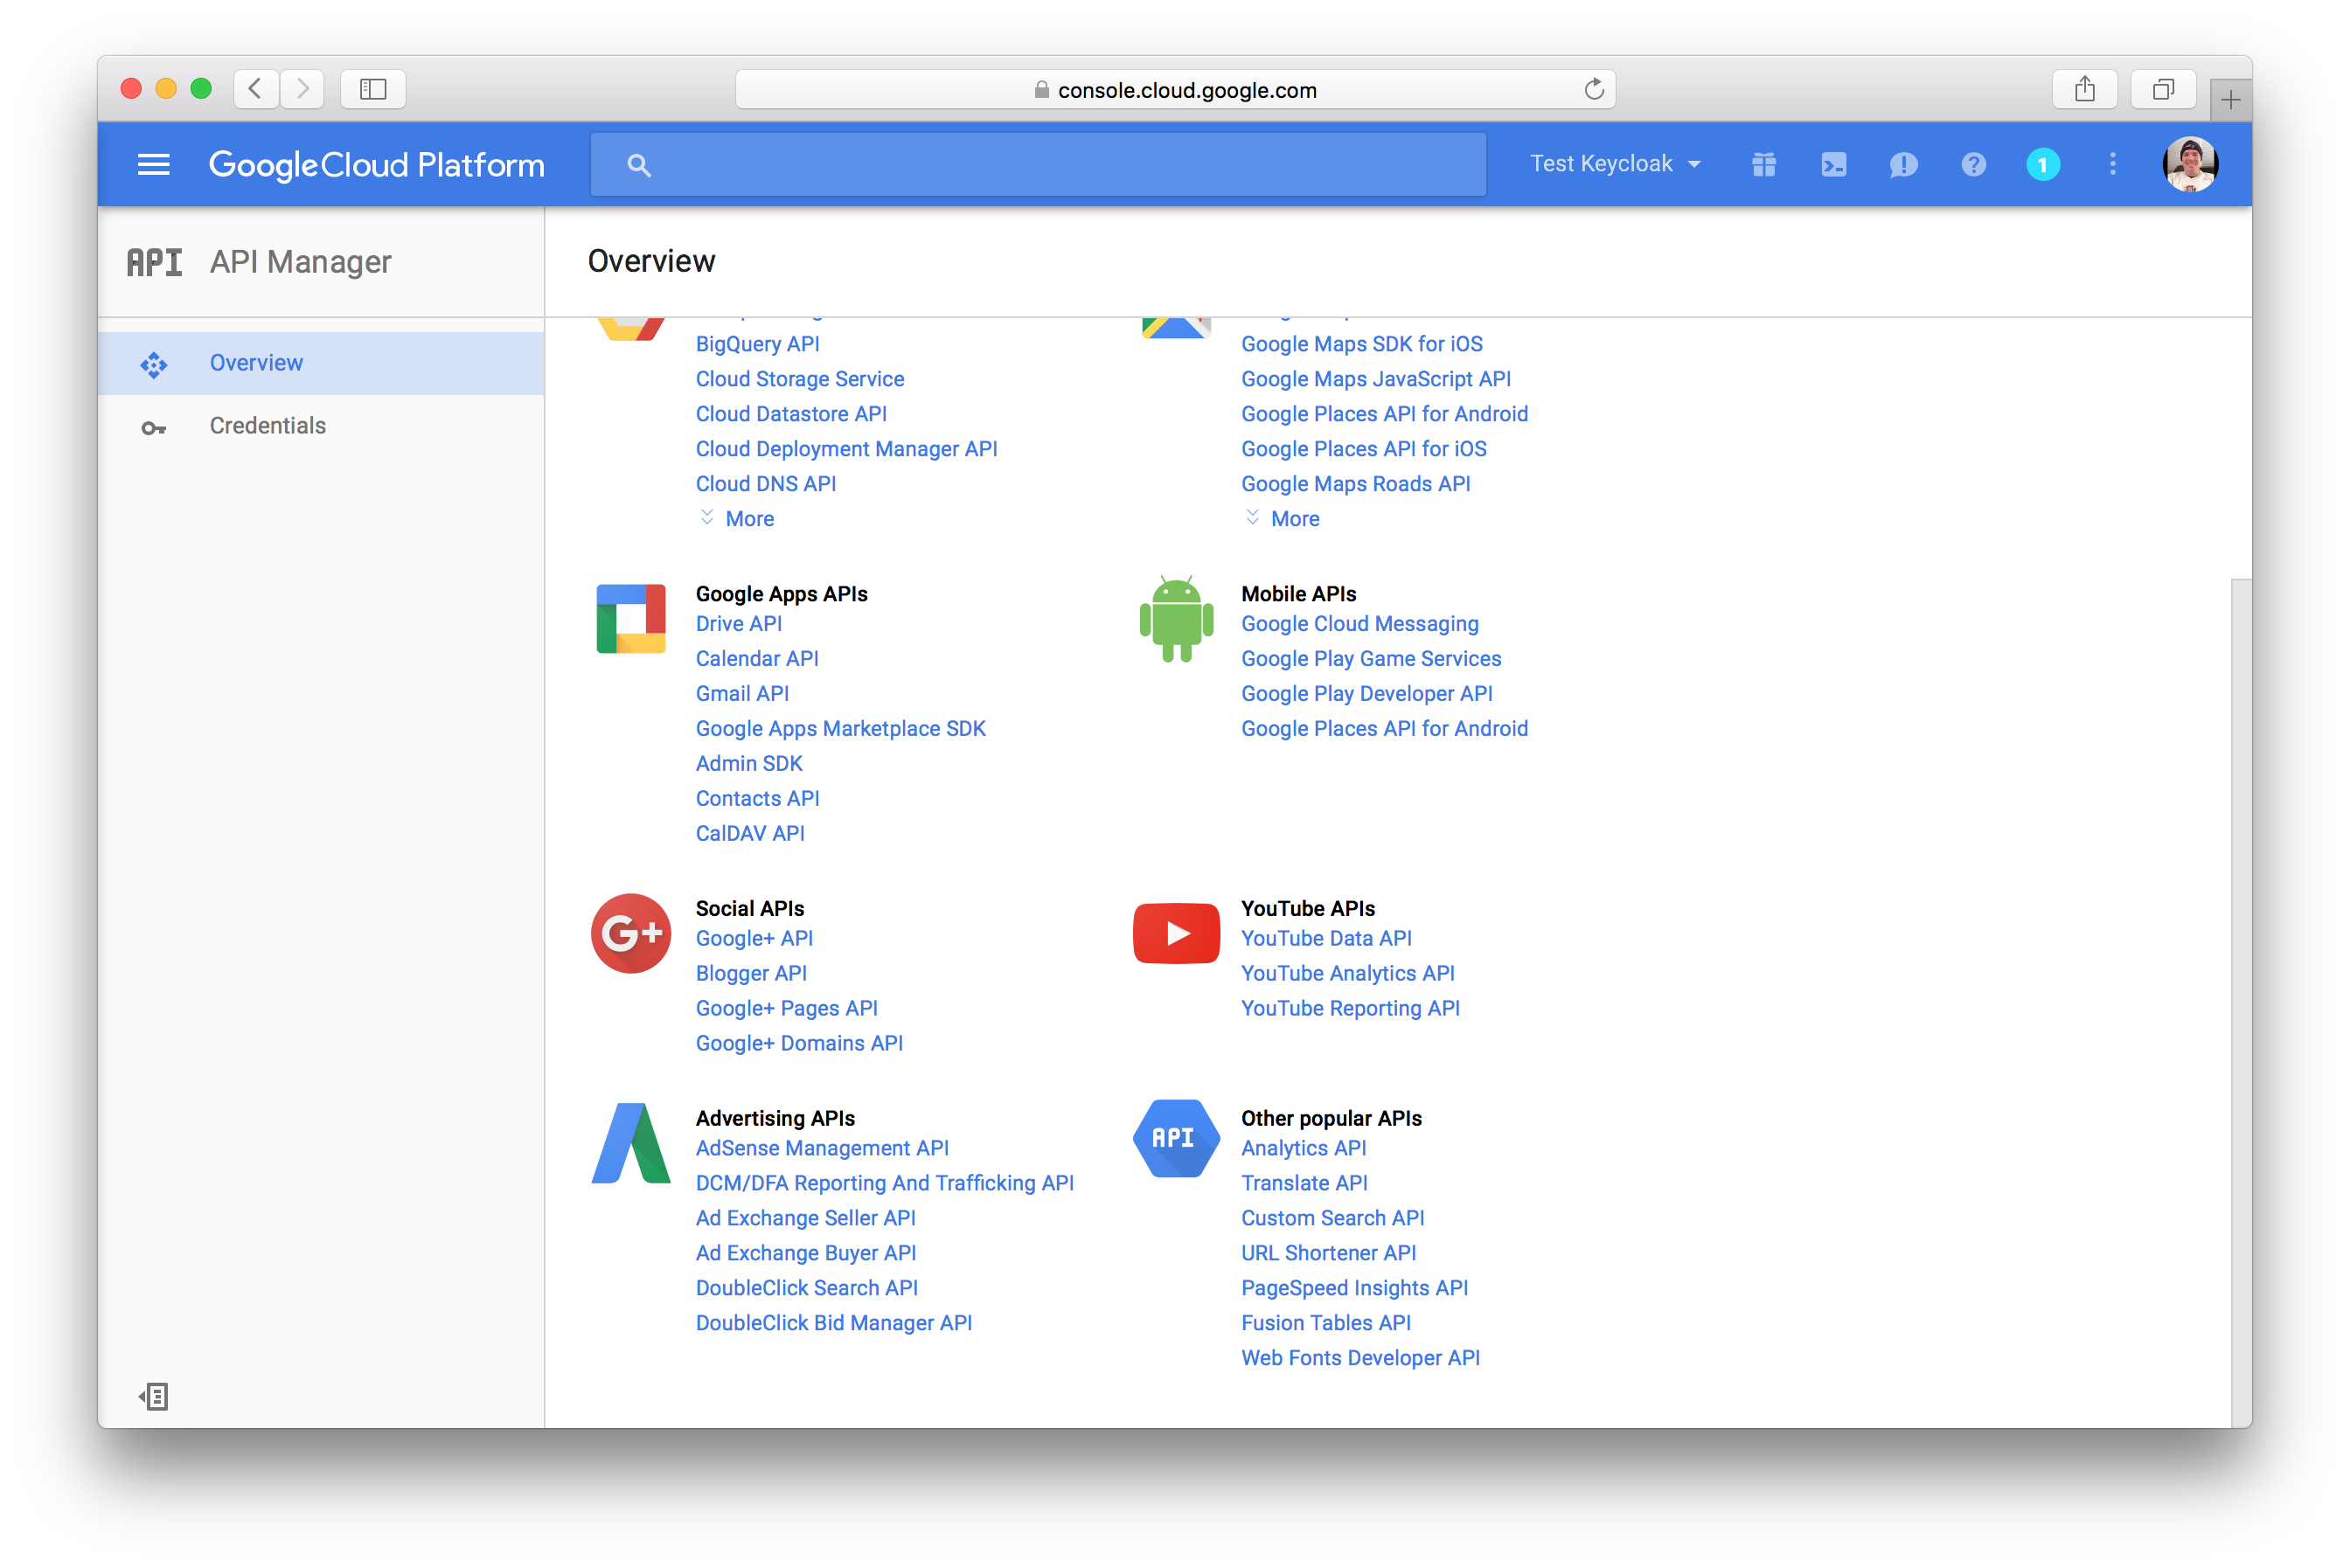 console.cloud.google.com
Google Cloud Platform
Test Keycloak
1
API API Manager
Overview
Overview
Credentials
BigQuery API
Cloud Storage Service
Cloud Datastore API
Cloud Deployment Manager API
Cloud DNS API
More
Google Maps SDK for iOS
Google Maps JavaScript API
Google Places API for Android
Google Places API for iOS
Google Maps Roads API
More
Google Apps APIs
Drive API
Calendar API
Gmail API
Google Apps Marketplace SDK
Admin SDK
Contacts API
CalDAV API
Mobile APIs
Google Cloud Messaging
Google Play Game Services
Google Play Developer API
Google Places API for Android
G+
Social APIs
Google+ API
Blogger API
Google+ Pages API
Google+ Domains API
YouTube APIs
YouTube Data API
YouTube Analytics API
YouTube Reporting API
Advertising APIs
AdSense Management API
DCM/DFA Reporting And Trafficking API
Ad Exchange Seller API
Ad Exchange Buyer API
DoubleClick Search API
DoubleClick Bid Manager API
API
Other popular APIs
Analytics API
Translate API
Custom Search API
URL Shortener API
PageSpeed Insights API
Fusion Tables API
Web Fonts Developer API